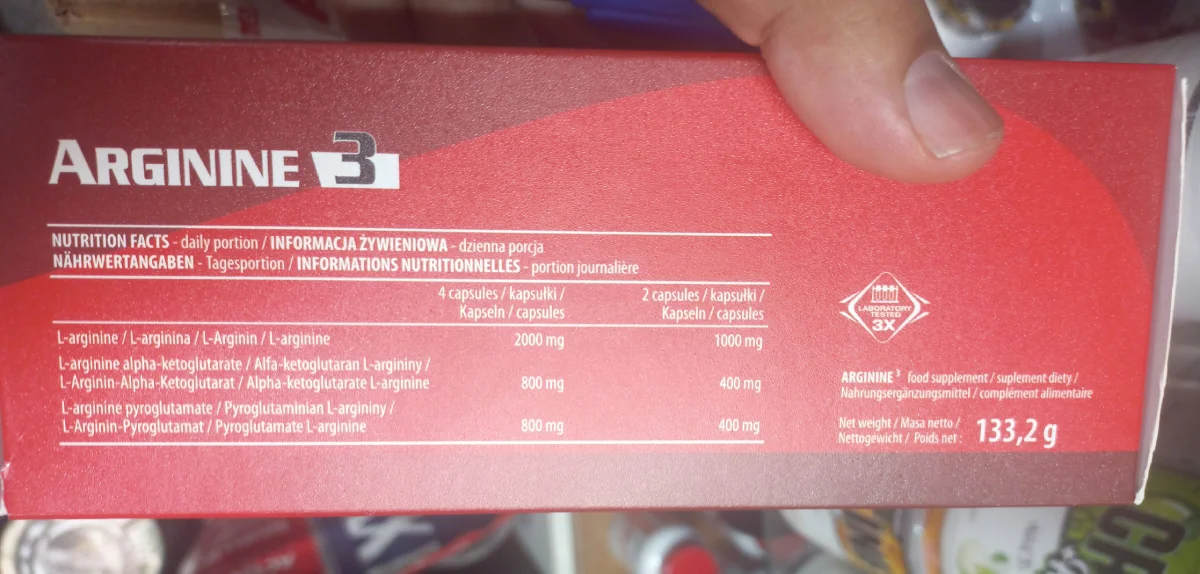 ARGININE 3
NUTRITION FACTS - daily portion / INFORMACJA ŻYWIENIOWA - dzienna porcja
NÄHRWERTANGABEN - Tagesportion / INFORMATIONS NUTRITIONNELLES - portion journalière
4 capsules / kapsułki /
Kapseln / capsules
2 capsules / kapsułki /
Kapseln / capsules
L-arginine / L-arginina / L-Arginin / L-arginine 2000 mg 1000 mg
L-arginine alpha-ketoglutarate / Alfa-ketoglutaran L-argininy /
L-Arginin-Alpha-Ketoglutarat / Alpha-ketoglutarate L-arginine 800 mg 400 mg
L-arginine pyroglutamate / Pyroglutaminian L-argininy /
L-Arginin-Pyroglutamat / Pyroglutamate L-arginine 800 mg 400 mg
LABORATORY
TESTED
3X
ARGININE ³ food supplement / suplement diety /
Nahrungsergänzungsmittel / complément alimentaire
Net weight / Masa netto /
Nettogewicht / Poids net : 133,2 g